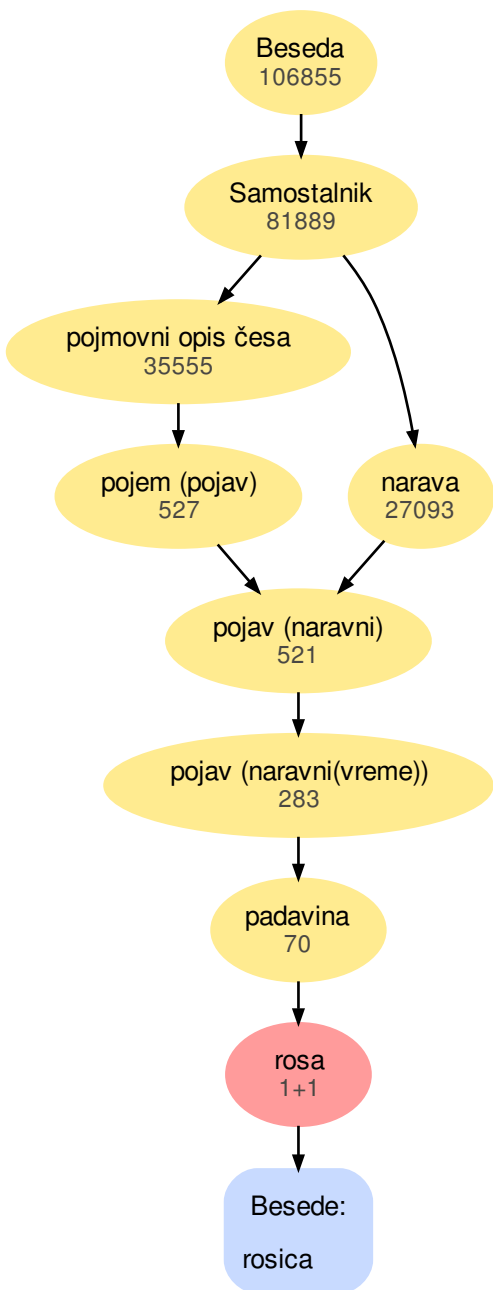 Beseda
106855
Samostalnik
81889
pojmovni opis česa
35555
pojem (pojav)
527
narava
27093
pojav (naravni)
521
pojav (naravni(vreme))
283
padavina
70
rosa
1+1
Besede:
rosica